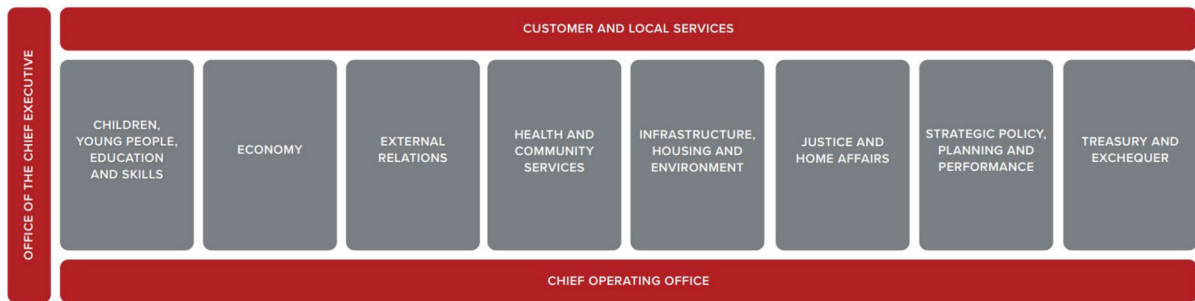 OFFICE OF THE CHIEF EXECUTIVE
CUSTOMER AND LOCAL SERVICES
CHILDREN,
YOUNG PEOPLE,
EDUCATION
AND SKILLS
ECONOMY
EXTERNAL
RELATIONS
HEALTH AND
COMMUNITY
SERVICES
INFRASTRUCTURE,
HOUSING AND
ENVIRONMENT
JUSTICE AND
HOME AFFAIRS
STRATEGIC POLICY,
PLANNING AND
PERFORMANCE
TREASURY AND
EXCHEQUER
CHIEF OPERATING OFFICE